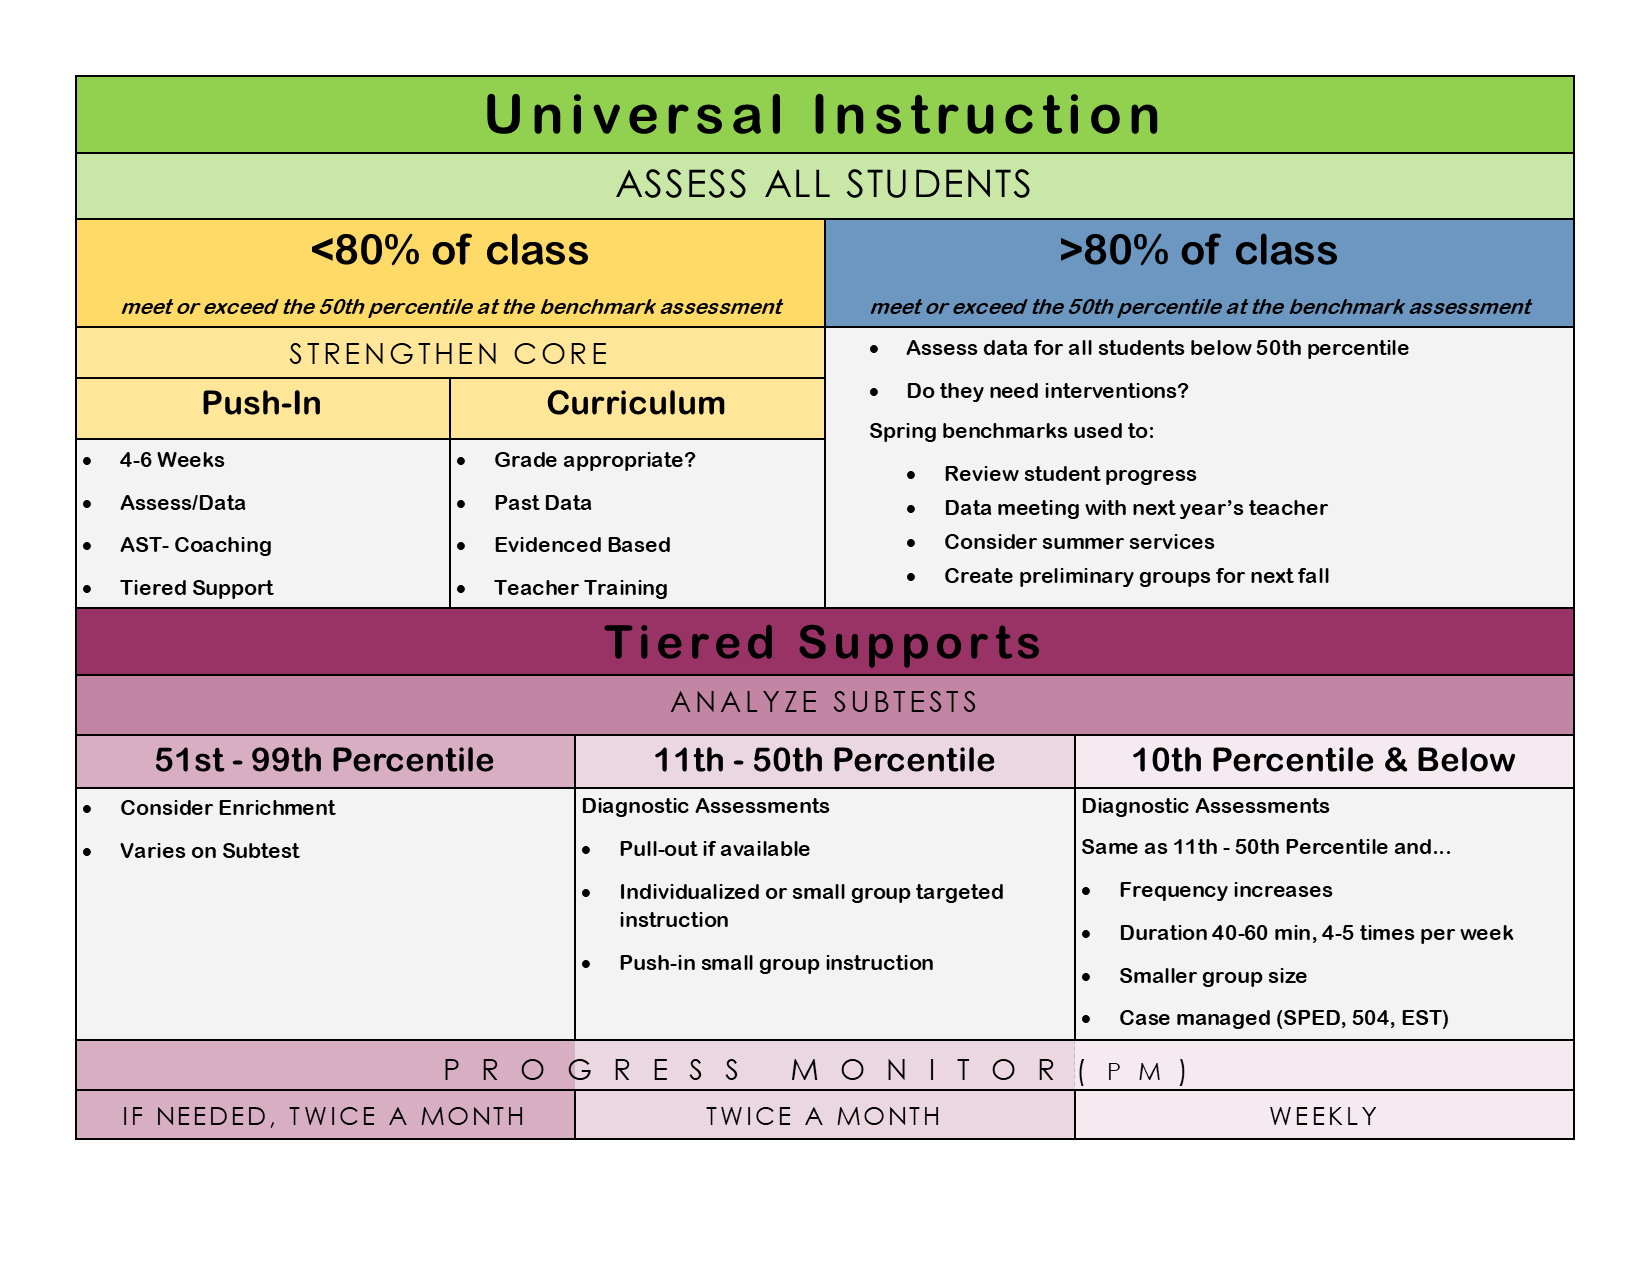 Universal Instruction
ASSESS ALL STUDENTS
<80% of class
meet or exceed the 50th percentile at the benchmark assessment
>80% of class
meet or exceed the 50th percentile at the benchmark assessment
STRENGTHEN CORE
Push-In
Curriculum
• 4-6 Weeks
• Assess/Data
• AST- Coaching
• Tiered Support
• Grade appropriate?
• Past Data
• Evidenced Based
• Teacher Training
• Assess data for all students below 50th percentile
• Do they need interventions?
Spring benchmarks used to:
• Review student progress
• Data meeting with next year’s teacher
• Consider summer services
• Create preliminary groups for next fall
Tiered Supports
ANALYZE SUBTESTS
51st - 99th Percentile
11th - 50th Percentile
10th Percentile & Below
• Consider Enrichment
• Varies on Subtest
Diagnostic Assessments
• Pull-out if available
• Individualized or small group targeted
instruction
• Push-in small group instruction
Diagnostic Assessments
Same as 11th - 50th Percentile and…
• Frequency increases
• Duration 40-60 min, 4-5 times per week
• Smaller group size
• Case managed (SPED, 504, EST)
PROGRESS MONITOR(PM)
IF NEEDED, TWICE A MONTH
TWICE A MONTH
WEEKLY